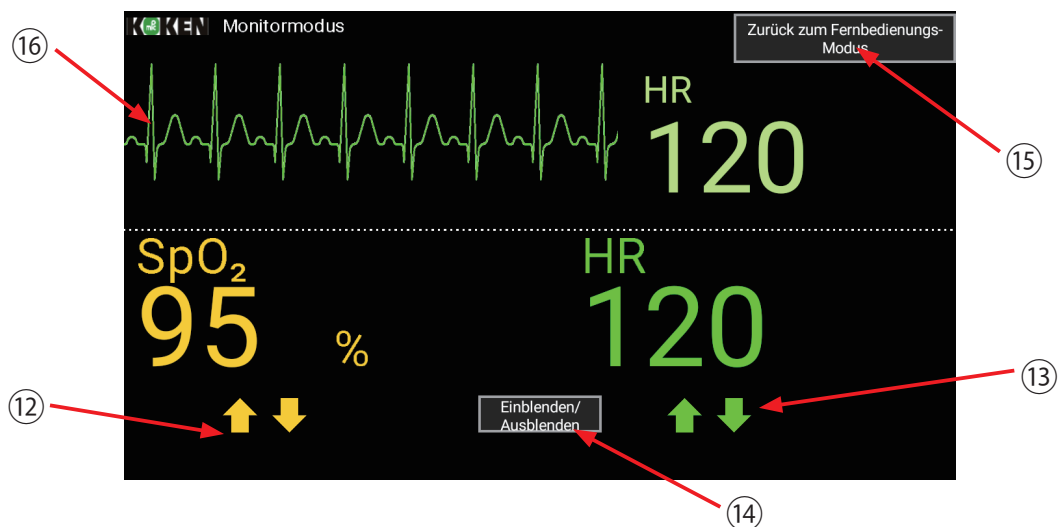 KOKEN Monitormodus
Zurück zum Fernbedienungs-
Modus
⑯
HR
120
⑮
SpO₂
95 %
HR
120
⑬
⑫
Einblenden/
Ausblenden
⑭